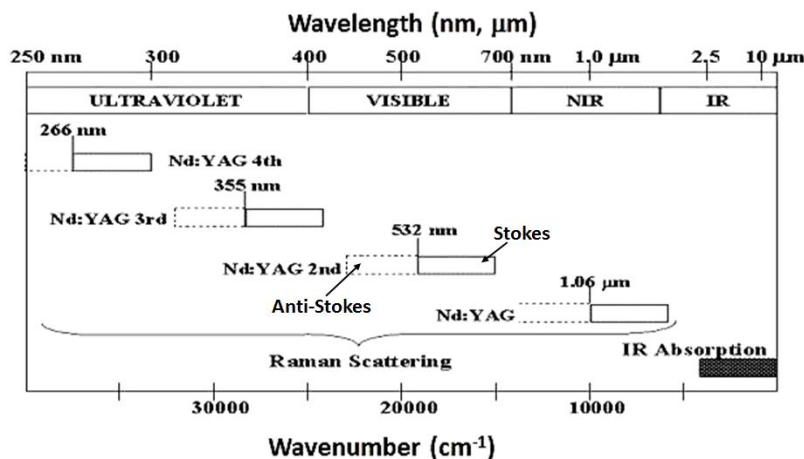 Wavelength (nm, μm)
250 nm 300 400 500 700 nm 1.0 μm 2.5 10 μm
ULTRAVIOLET VISIBLE NIR IR
266 nm
Nd:YAG 4th
355 nm
Nd:YAG 3rd
532 nm
Stokes
Nd:YAG 2nd
Anti-Stokes
1.06 μm
Nd:YAG
Raman Scattering
IR Absorption
30000 20000 10000
Wavenumber (cm-1)